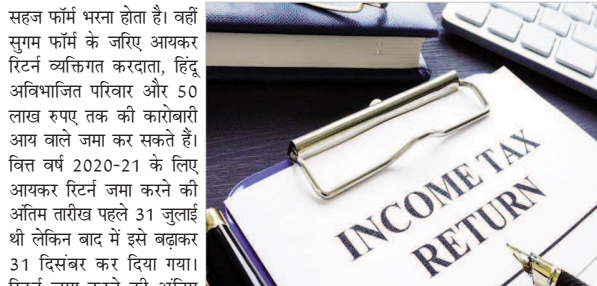 सहज फॉर्म भरना होता है। वहीं
सुगम फॉर्म के जरिए आयकर
रिटर्न व्यक्तिगत करदाता, हिंदू
अविभाजित परिवार और 50
लाख रुपए तक की कारोबारी
आय वाले जमा कर सकते हैं।
वित्त वर्ष 2020-21 के लिए
आयकर रिटर्न जमा करने की
अंतिम तारीख पहले 31 जुलाई
थी लेकिन बाद में इसे बढ़ाकर
31 दिसंबर कर दिया गया।
INCOME TAX
RETURN